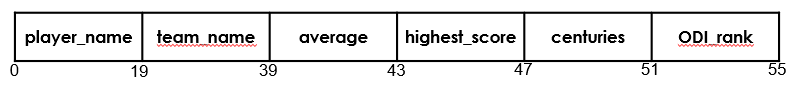 player_name team_name average highest_score centuries ODI_rank
0 19 39 43 47 51 55